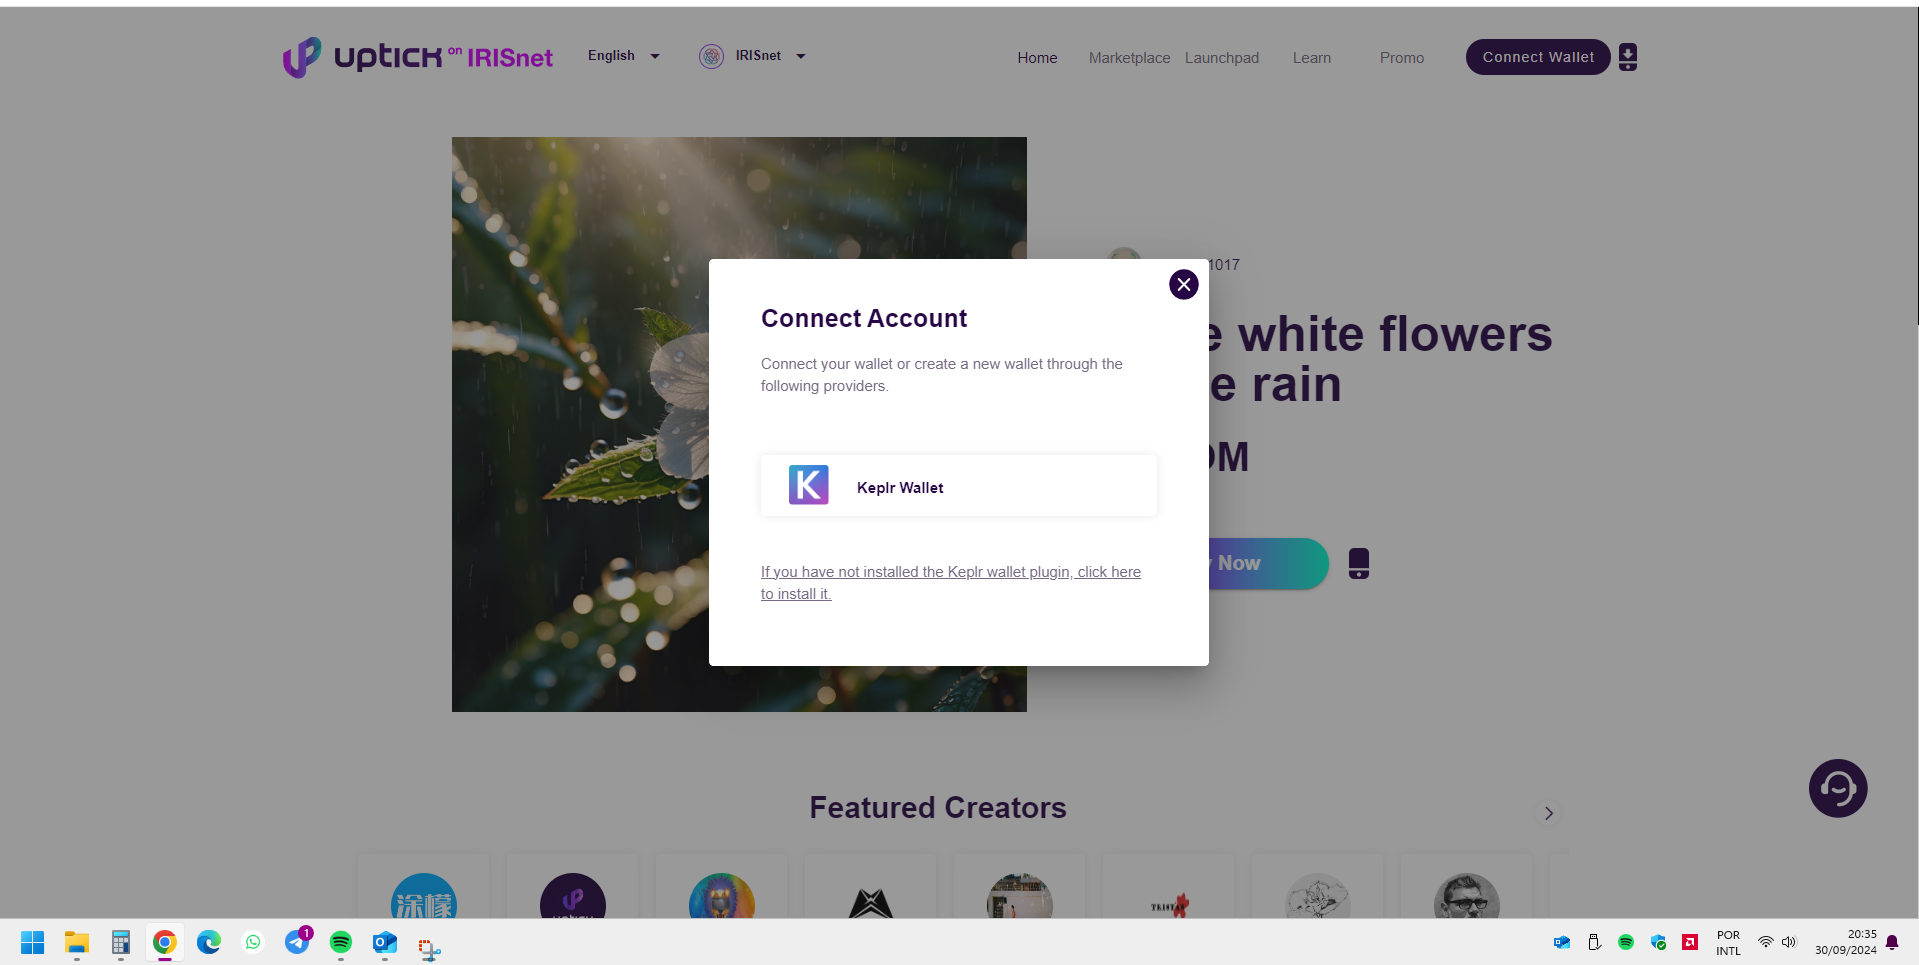 uptick on IRISnet
English
IRISnet
Home
Marketplace
Launchpad
Learn
Promo
Connect Wallet
1017
white flowers
rain
Connect Account
Connect your wallet or create a new wallet through the
following providers.
Keplr Wallet
If you have not installed the Keplr wallet plugin, click here
to install it.
Now
Featured Creators
涂檬
uptick
1
POR
INTL
20:35
30/09/2024